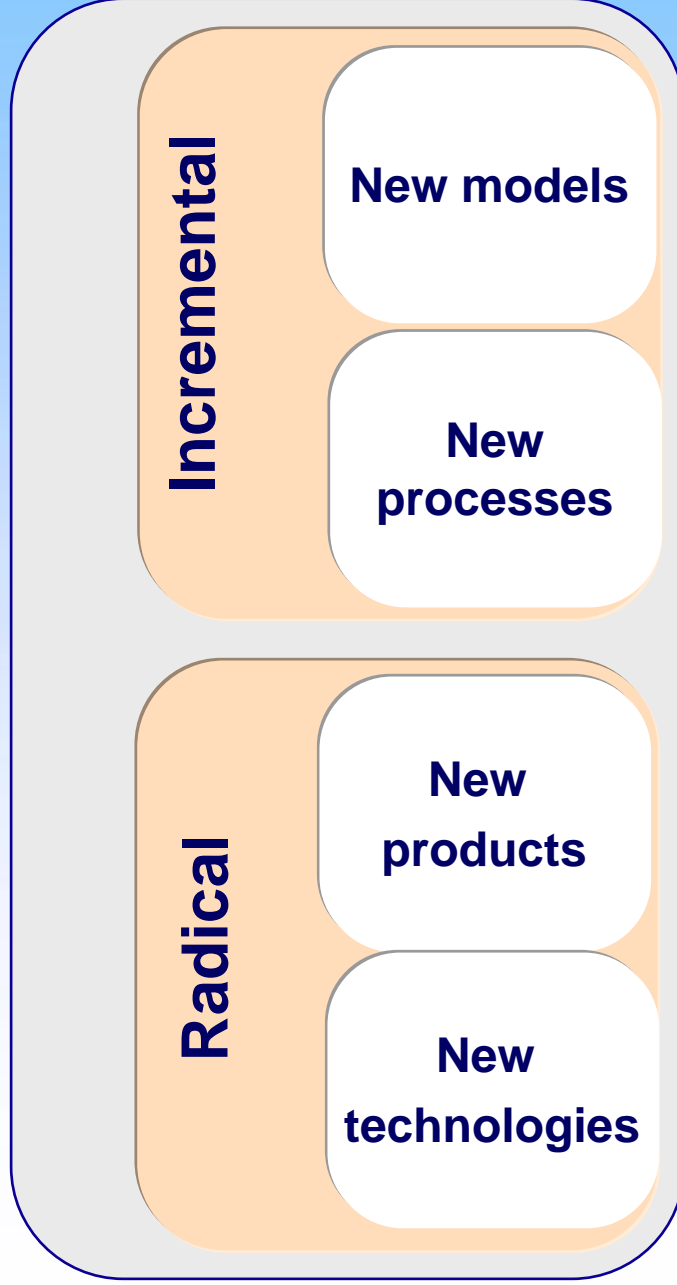 Incremental
New models
New
processes
Radical
New
products
New
technologies